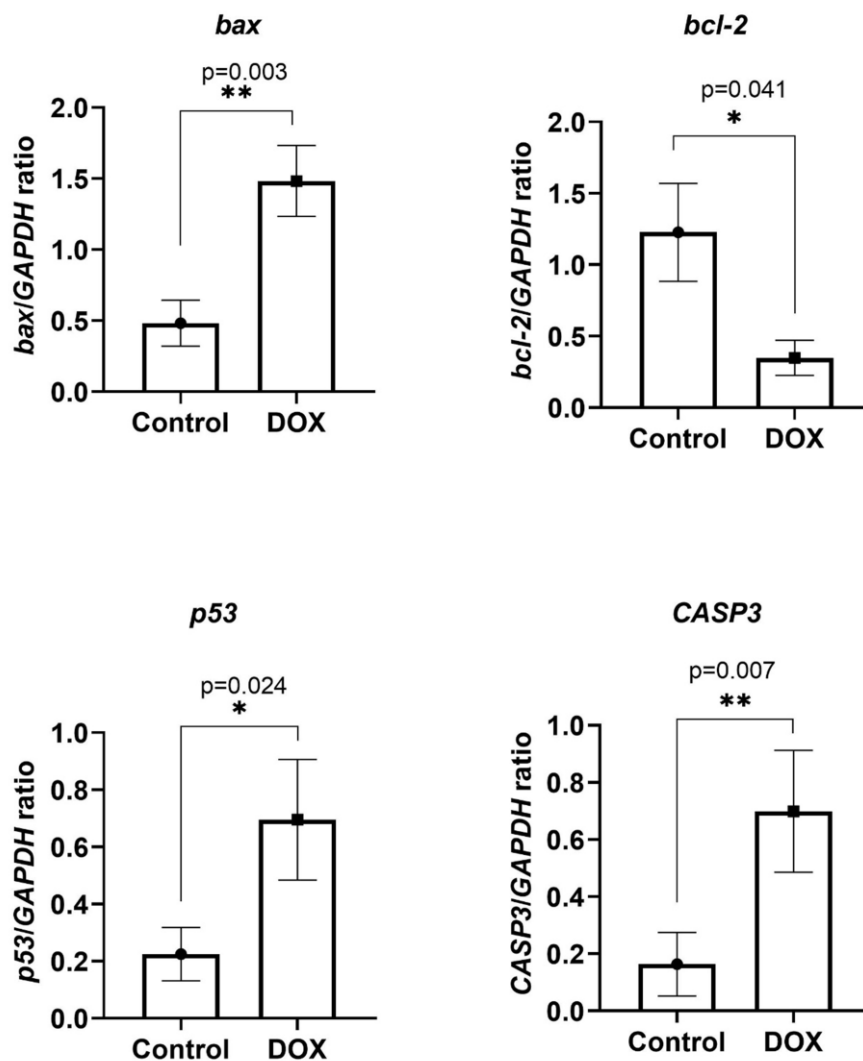 bax
p=0.003
**
2.0
1.5
1.0
0.5
0.0
bax/GAPDH ratio
Control DOX
bcl-2
p=0.041
*
2.0
1.5
1.0
0.5
0.0
bcl-2/GAPDH ratio
Control DOX
p53
p=0.024
*
1.0
0.8
0.6
0.4
0.2
0.0
p53/GAPDH ratio
Control DOX
CASP3
p=0.007
**
1.0
0.8
0.6
0.4
0.2
0.0
CASP3/GAPDH ratio
Control DOX